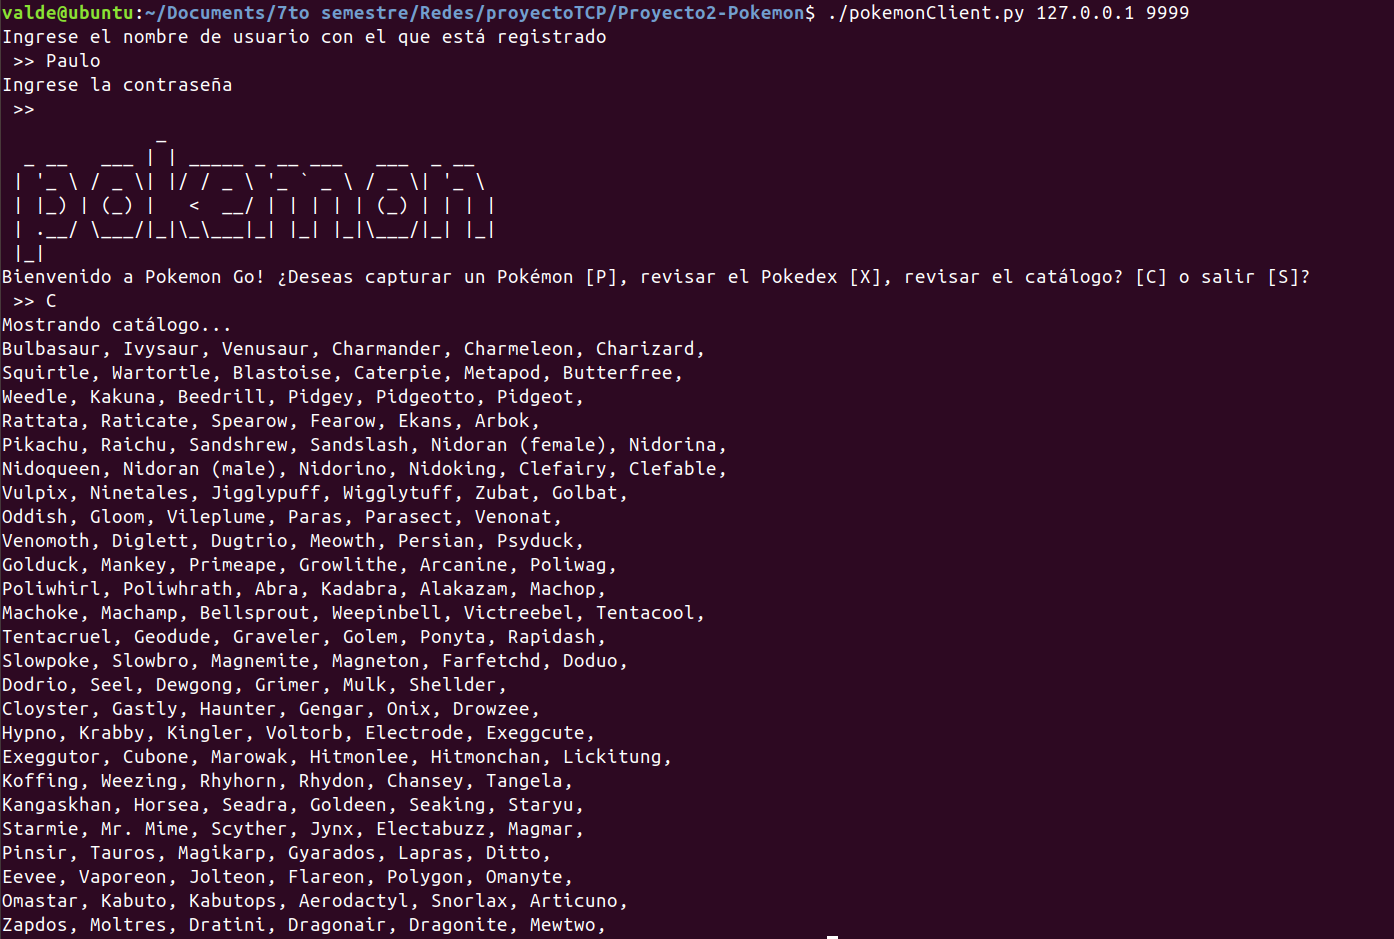 valde@ubuntu:~/Documents/7to semestre/Redes/proyectoTCP/Proyecto2-Pokemon$ ./pokemonClient.py 127.0.0.1 9999
Ingrese el nombre de usuario con el que está registrado
 >> Paulo
Ingrese la contraseña
 >>
              _
  _ __   ___ | | _____ _ __ ___   ___  _ __
 | '_ \ / _ \| |/ / _ \ '_ ` _ \ / _ \| '_ \
 | |_) | (_) |   <  __/ | | | | | (_) | | | |
 | .__/ \___/|_|\_\___|_| |_| |_|\___/|_| |_|
 |_|
Bienvenido a Pokemon Go! ¿Deseas capturar un Pokémon [P], revisar el Pokedex [X], revisar el catálogo? [C] o salir [S]?
 >> C
Mostrando catálogo...
Bulbasaur, Ivysaur, Venusaur, Charmander, Charmeleon, Charizard,
Squirtle, Wartortle, Blastoise, Caterpie, Metapod, Butterfree,
Weedle, Kakuna, Beedrill, Pidgey, Pidgeotto, Pidgeot,
Rattata, Raticate, Spearow, Fearow, Ekans, Arbok,
Pikachu, Raichu, Sandshrew, Sandslash, Nidoran (female), Nidorina,
Nidoqueen, Nidoran (male), Nidorino, Nidoking, Clefairy, Clefable,
Vulpix, Ninetales, Jigglypuff, Wigglytuff, Zubat, Golbat,
Oddish, Gloom, Vileplume, Paras, Parasect, Venonat,
Venomoth, Diglett, Dugtrio, Meowth, Persian, Psyduck,
Golduck, Mankey, Primeape, Growlithe, Arcanine, Poliwag,
Poliwhirl, Poliwhrath, Abra, Kadabra, Alakazam, Machop,
Machoke, Machamp, Bellsprout, Weepinbell, Victreebel, Tentacool,
Tentacruel, Geodude, Graveler, Golem, Ponyta, Rapidash,
Slowpoke, Slowbro, Magnemite, Magneton, Farfetchd, Doduo,
Dodrio, Seel, Dewgong, Grimer, Mulk, Shellder,
Cloyster, Gastly, Haunter, Gengar, Onix, Drowzee,
Hypno, Krabby, Kingler, Voltorb, Electrode, Exeggcute,
Exeggutor, Cubone, Marowak, Hitmonlee, Hitmonchan, Lickitung,
Koffing, Weezing, Rhyhorn, Rhydon, Chansey, Tangela,
Kangaskhan, Horsea, Seadra, Goldeen, Seaking, Staryu,
Starmie, Mr. Mime, Scyther, Jynx, Electabuzz, Magmar,
Pinsir, Tauros, Magikarp, Gyarados, Lapras, Ditto,
Eevee, Vaporeon, Jolteon, Flareon, Polygon, Omanyte,
Omastar, Kabuto, Kabutops, Aerodactyl, Snorlax, Articuno,
Zapdos, Moltres, Dratini, Dragonair, Dragonite, Mewtwo,